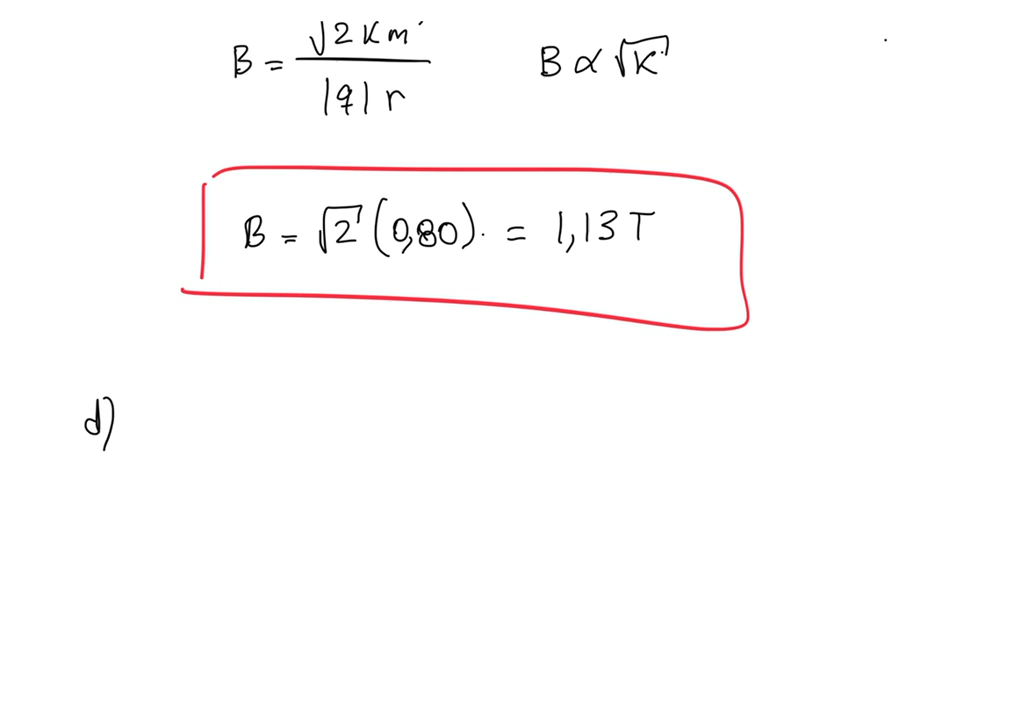 B = √2Km / |q| r    B ∝ √K
B = √2 (0,80). = 1,13 T
d)